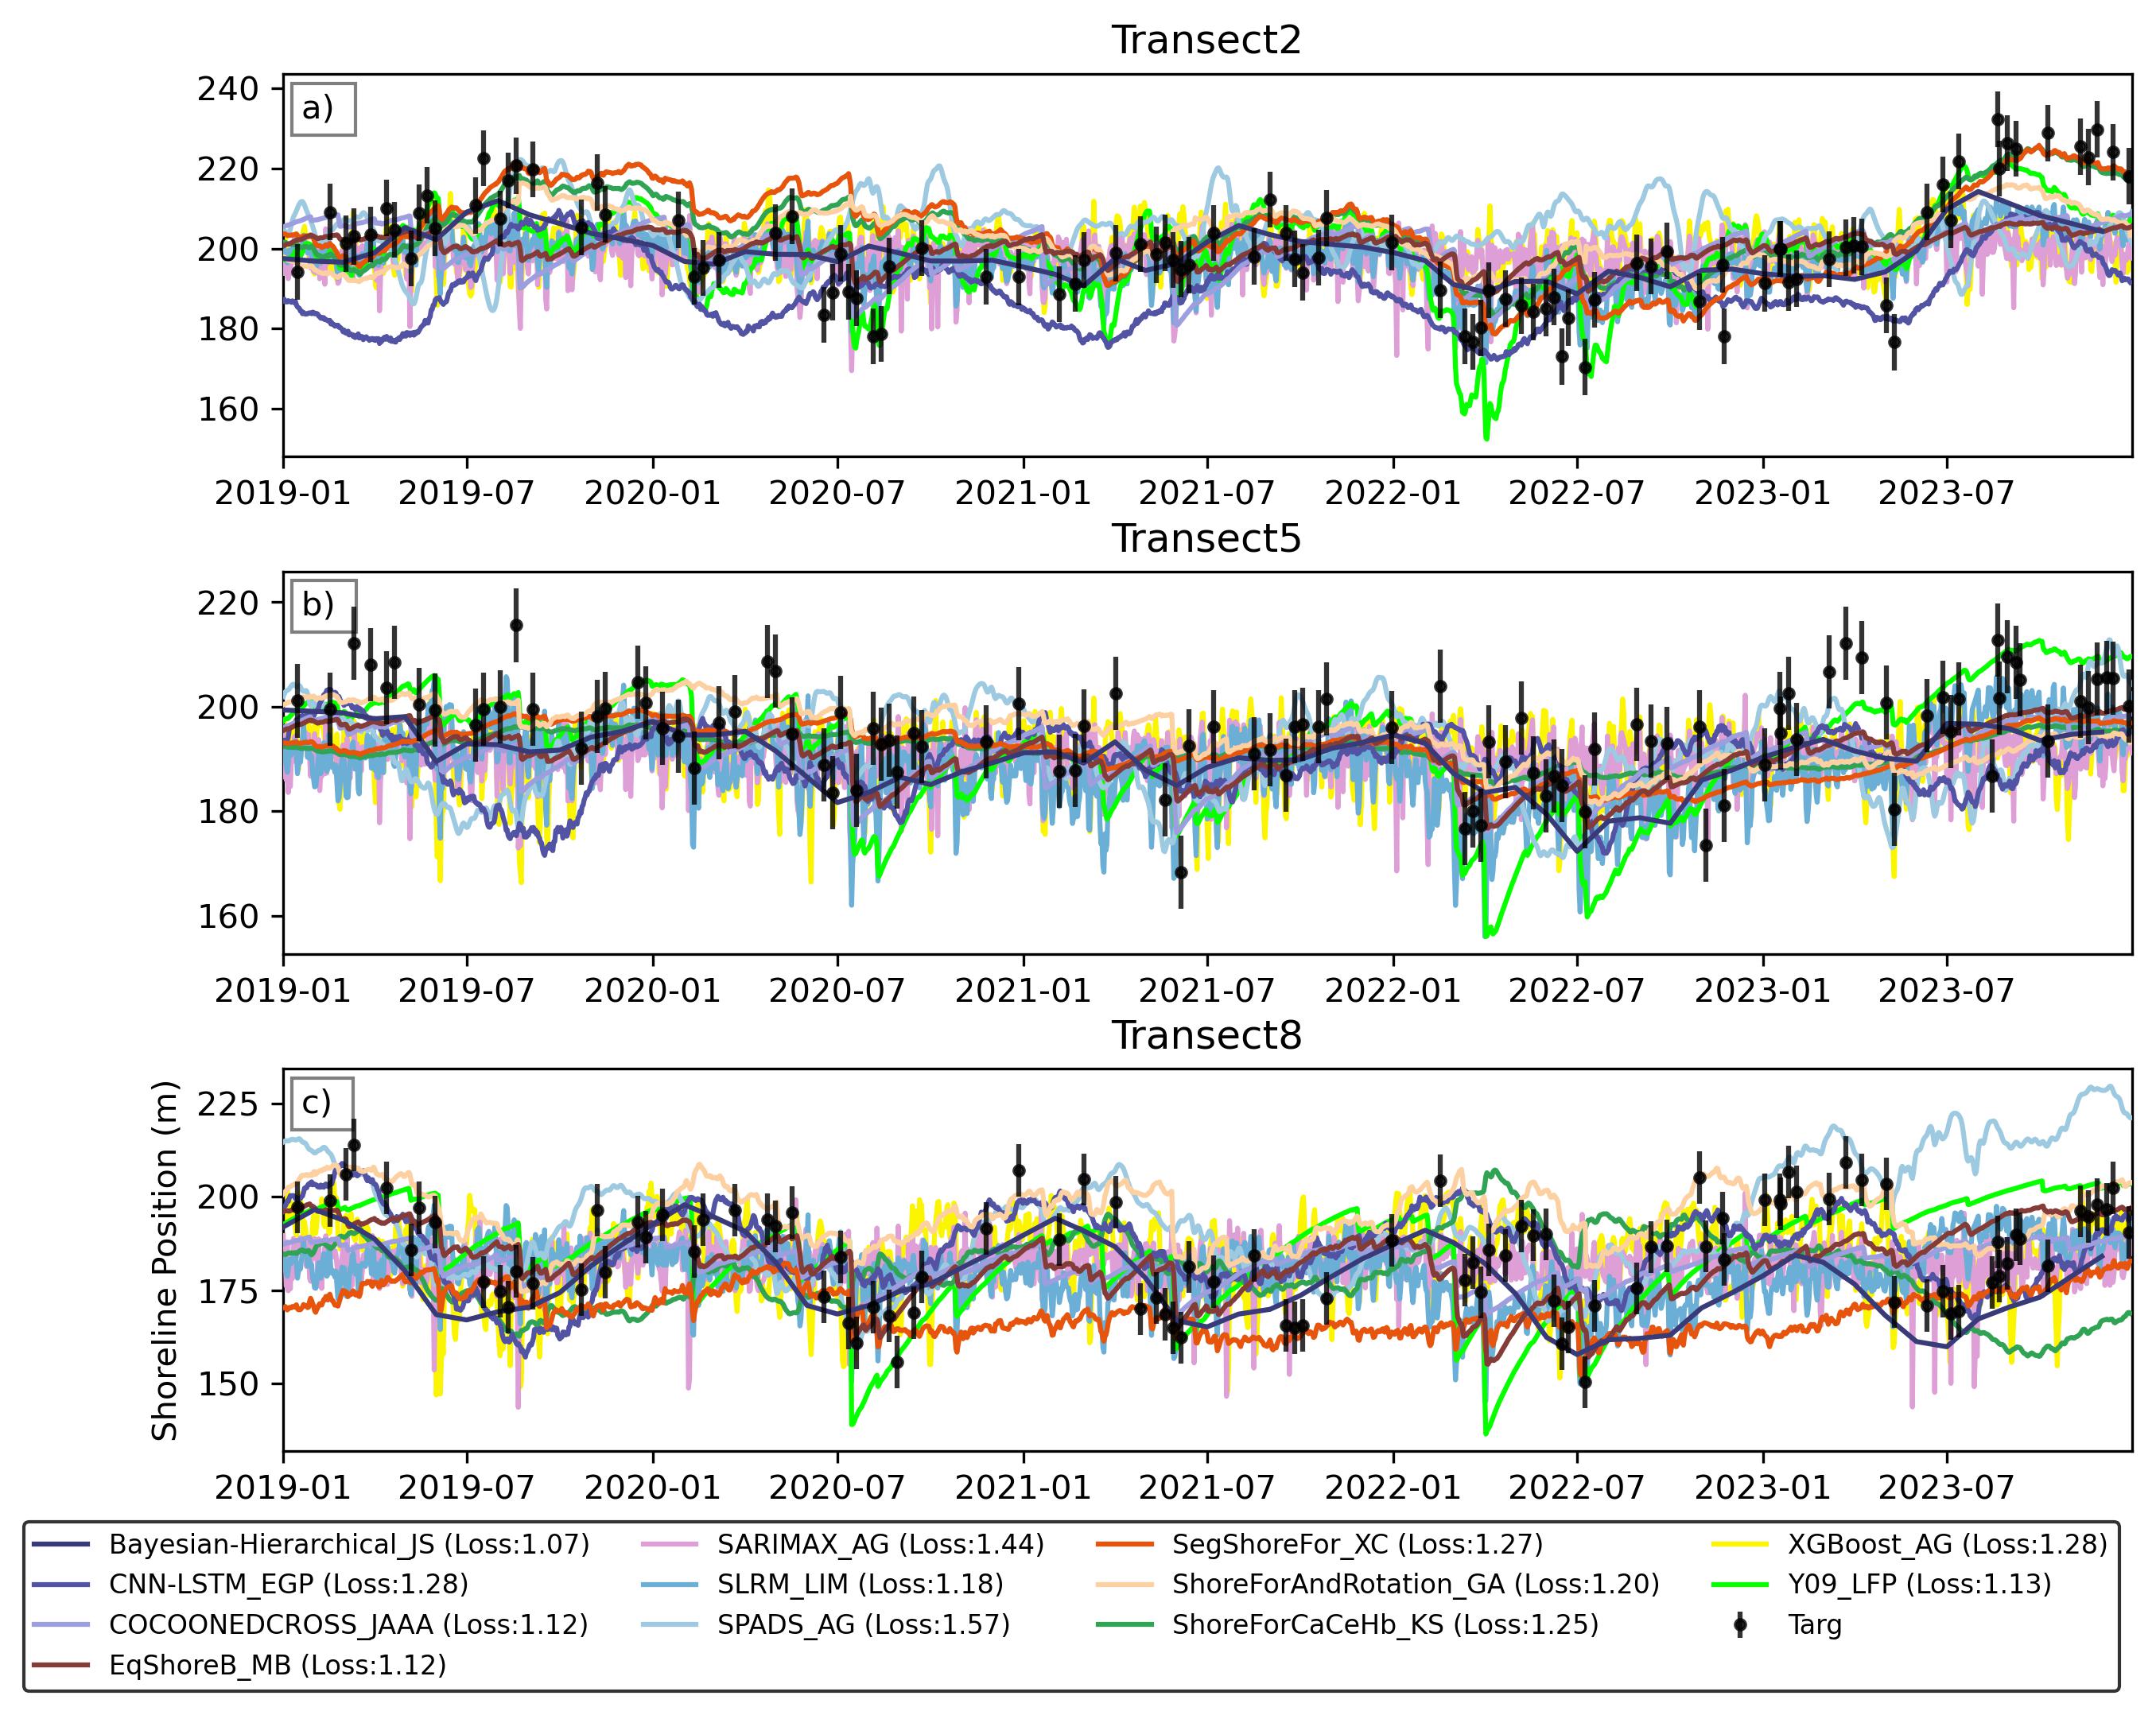 Transect2
a)
240
220
200
180
160
2019-01 2019-07 2020-01 2020-07 2021-01 2021-07 2022-01 2022-07 2023-01 2023-07
Transect5
b)
220
200
180
160
2019-01 2019-07 2020-01 2020-07 2021-01 2021-07 2022-01 2022-07 2023-01 2023-07
Transect8
c)
Shoreline Position (m)
225
200
175
150
2019-01 2019-07 2020-01 2020-07 2021-01 2021-07 2022-01 2022-07 2023-01 2023-07
Bayesian-Hierarchical_JS (Loss:1.07) SARIMAX_AG (Loss:1.44) SegShoreFor_XC (Loss:1.27) XGBoost_AG (Loss:1.28)
CNN-LSTM_EGP (Loss:1.28) SLRM_LIM (Loss:1.18) ShoreForAndRotation_GA (Loss:1.20) Y09_LFP (Loss:1.13)
COCOONEDCROSS_JAAA (Loss:1.12) SPADS_AG (Loss:1.57) ShoreForCaCeHb_KS (Loss:1.25) Targ
EqShoreB_MB (Loss:1.12)